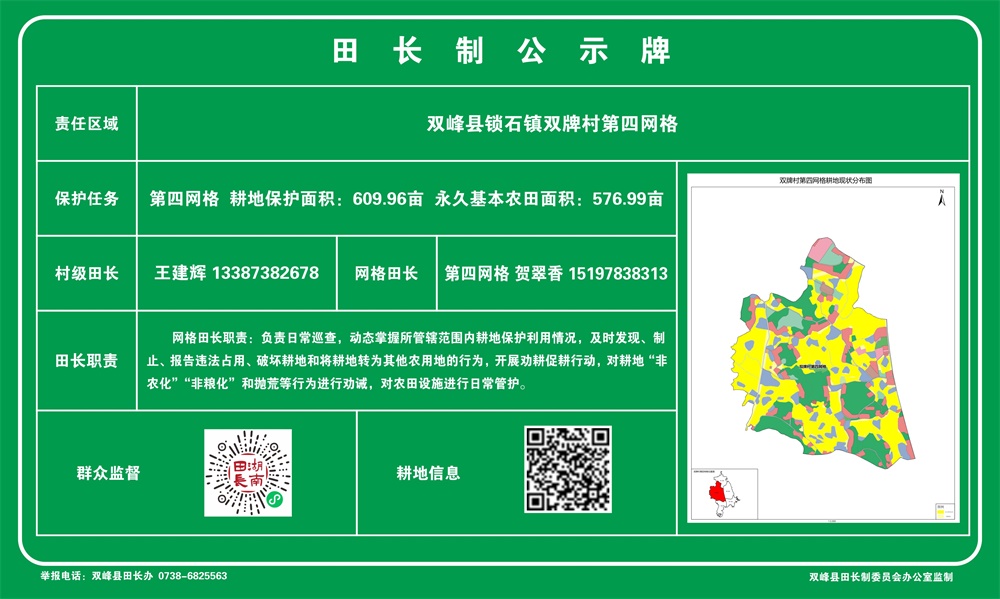 田长制公示牌
责任区域
双峰县锁石镇双牌村第四网格
保护任务
第四网格 耕地保护面积：609.96亩 永久基本农田面积：576.99亩
双牌村第四网格耕地现状分布图
N
村级田长
王建辉 13387382678
网格田长
第四网格 贺翠香 15197838313
田长职责
网格田长职责：负责日常巡查，动态掌握所管辖范围内耕地保护利用情况，及时发现、制
止、报告违法占用、破坏耕地和将耕地转为其他农用地的行为，开展劝耕促耕行动，对耕地“非
农化”“非粮化”和抛荒等行为进行劝诫，对农田设施进行日常管护。
群众监督
湖南
田長
耕地信息
举报电话：双峰县田长办 0738-6825563
双峰县田长制委员会办公室监制